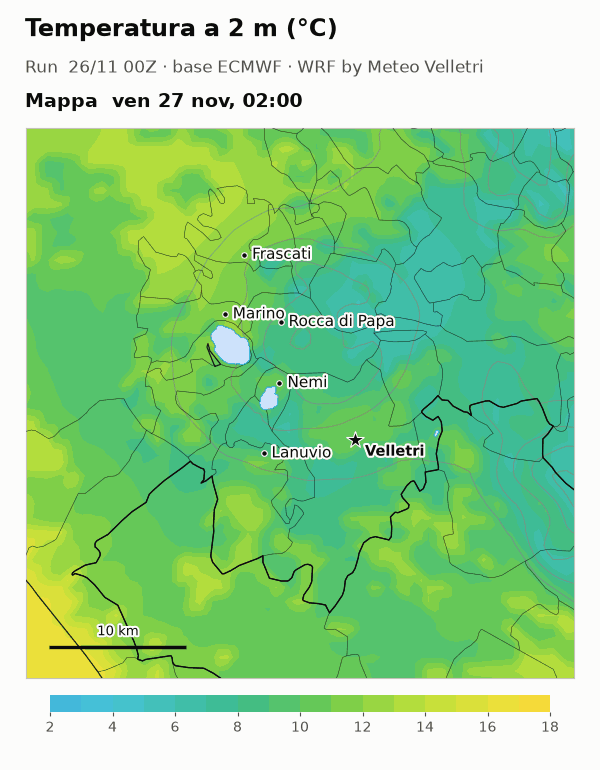 Temperatura a 2 m (°C)
Run  26/11 00Z · base ECMWF · WRF by Meteo Velletri
Mappa  ven 27 nov, 02:00
Frascati
Marino
Rocca di Papa
Nemi
Velletri
Lanuvio
10 km
2 4 6 8 10 12 14 16 18